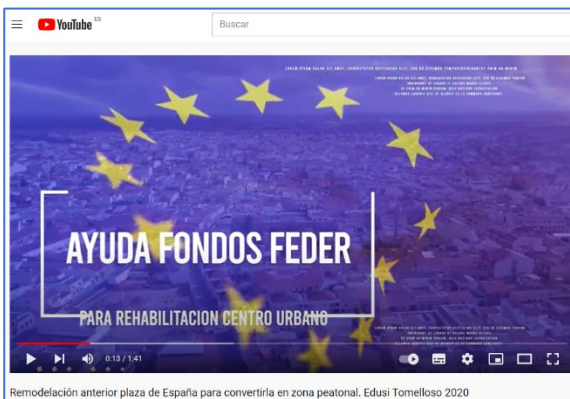 YouTube ES
Buscar
AYUDA FONDOS FEDER
PARA REHABILITACION CENTRO URBANO
0:13 / 1:41
Remodelación anterior plaza de España para convertirla en zona peatonal. Edusi Tomelloso 2020